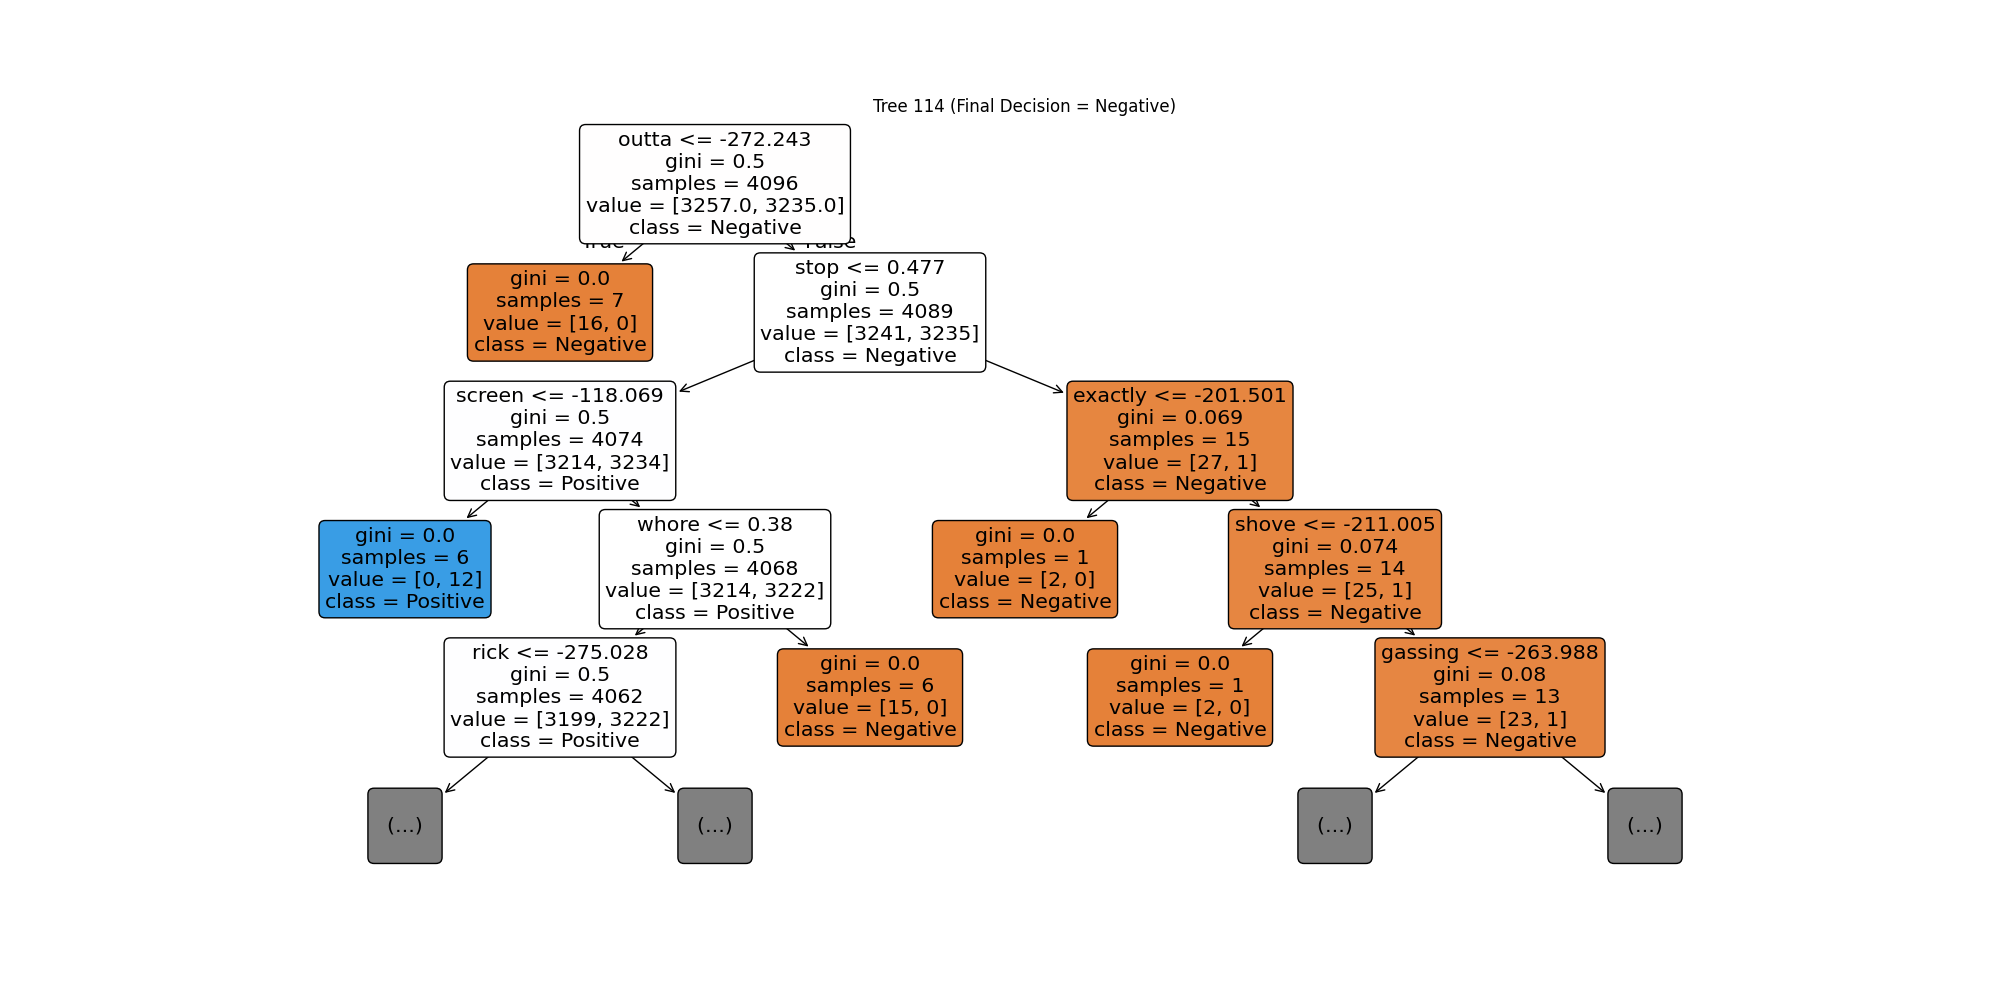 Tree 114 (Final Decision = Negative)
outta <= -272.243
gini = 0.5
samples = 4096
value = [3257.0, 3235.0]
class = Negative
True
False
gini = 0.0
samples = 7
value = [16, 0]
class = Negative
stop <= 0.477
gini = 0.5
samples = 4089
value = [3241, 3235]
class = Negative
screen <= -118.069
gini = 0.5
samples = 4074
value = [3214, 3234]
class = Positive
exactly <= -201.501
gini = 0.069
samples = 15
value = [27, 1]
class = Negative
gini = 0.0
samples = 6
value = [0, 12]
class = Positive
whore <= 0.38
gini = 0.5
samples = 4068
value = [3214, 3222]
class = Positive
gini = 0.0
samples = 1
value = [2, 0]
class = Negative
shove <= -211.005
gini = 0.074
samples = 14
value = [25, 1]
class = Negative
rick <= -275.028
gini = 0.5
samples = 4062
value = [3199, 3222]
class = Positive
gini = 0.0
samples = 6
value = [15, 0]
class = Negative
gini = 0.0
samples = 1
value = [2, 0]
class = Negative
gassing <= -263.988
gini = 0.08
samples = 13
value = [23, 1]
class = Negative
(...)
(...)
(...)
(...)